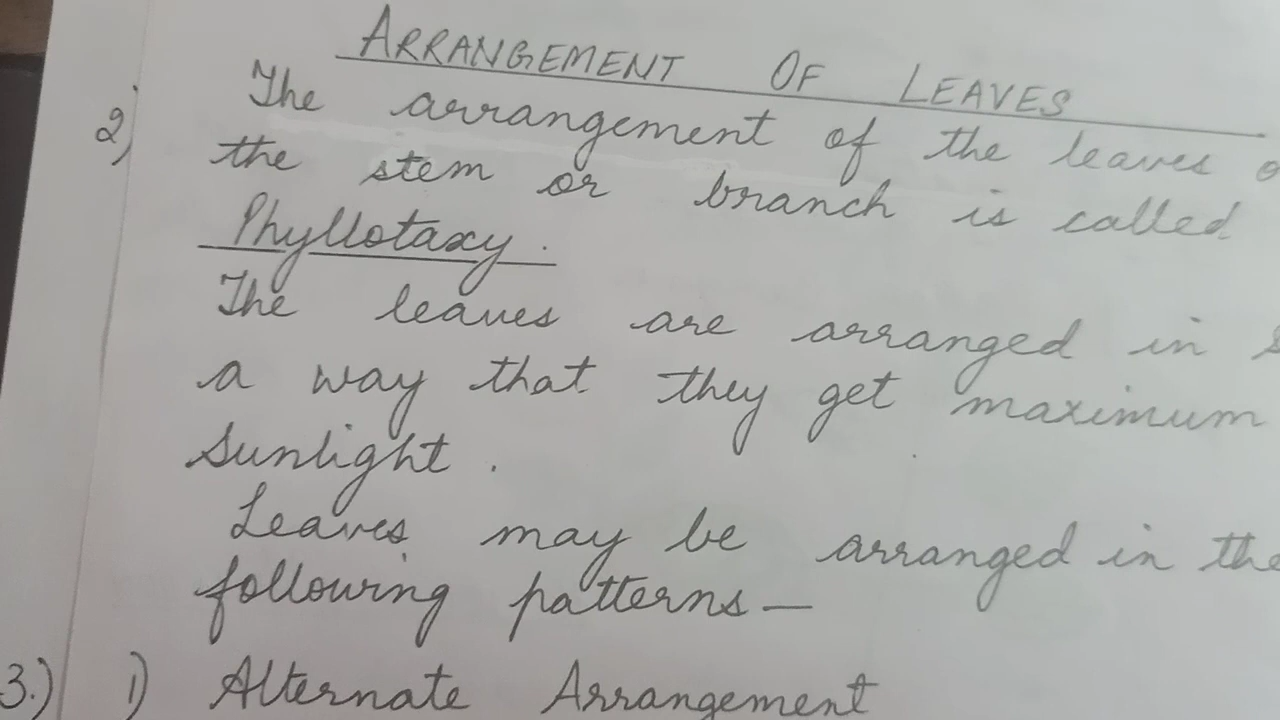 ARRANGEMENT OF LEAVES
2) The arrangement of the leaves
the stem or branch is called
Phyllotaxy.
The leaves are arranged in
a way that they get maximum
Sunlight.
Leaves may be arranged in the
following patterns—
3.) 1) Alternate Arrangement